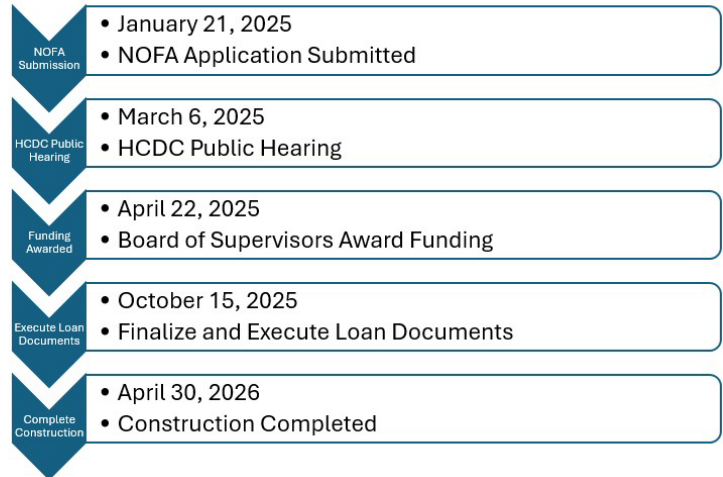 NOFA
Submission
• January 21, 2025
• NOFA Application Submitted
HCDC Public
Hearing
• March 6, 2025
• HCDC Public Hearing
Funding
Awarded
• April 22, 2025
• Board of Supervisors Award Funding
Execute Loan
Documents
• October 15, 2025
• Finalize and Execute Loan Documents
Complete
Construction
• April 30, 2026
• Construction Completed